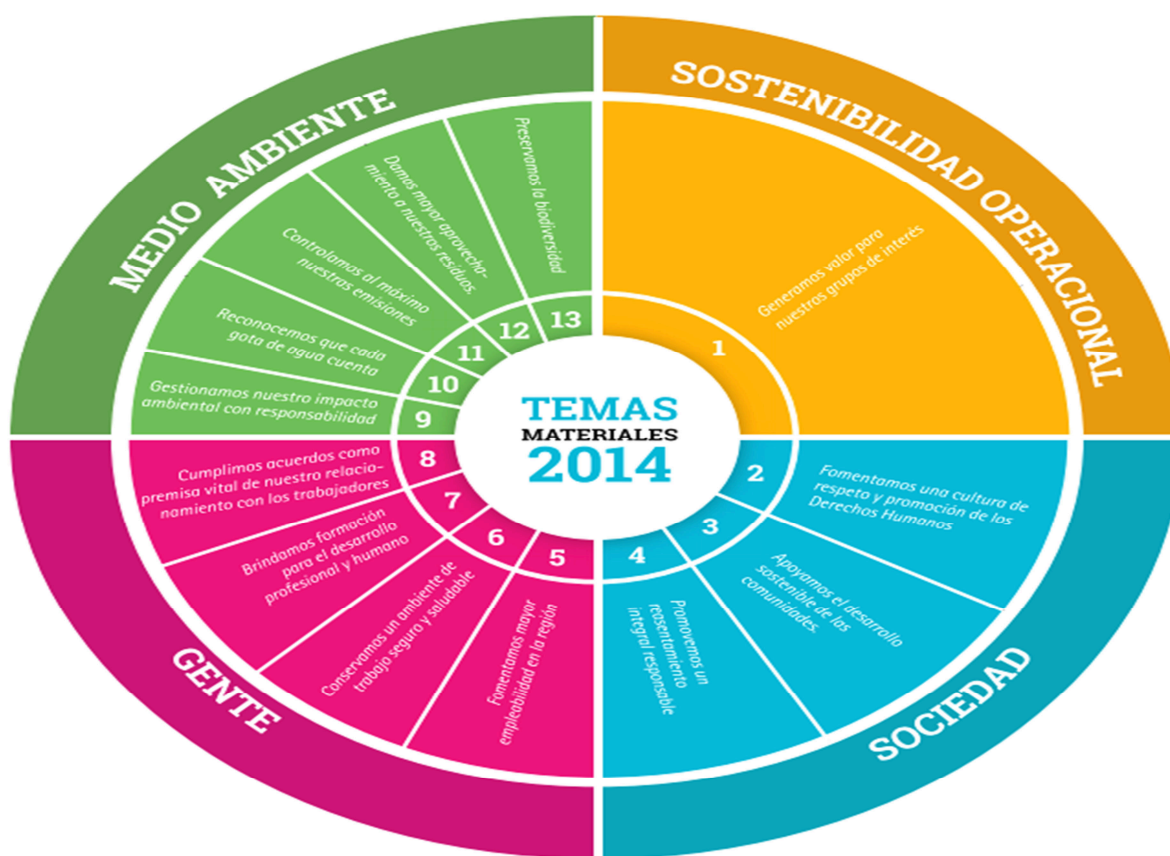 TEMAS
MATERIALES
2014
SOSTENIBILIDAD OPERACIONAL
1
Generamos valor para
nuestros grupos de interés
SOCIEDAD
2
Fomentamos una cultura de
respeto y promoción de los
Derechos Humanos
3
Apoyamos el desarrollo
sostenible de las
comunidades.
4
Promovemos un
reasentamiento
integral responsable
GENTE
5
Fomentamos mayor
empleabilidad en la región
6
Conservamos un ambiente de
trabajo seguro y saludable
7
Brindamos formación
para el desarrollo
profesional y humano
8
Cumplimos acuerdos como
premisa vital de nuestro relacio-
namiento con los trabajadores
MEDIO AMBIENTE
9
Gestionamos nuestro impacto
ambiental con responsabilidad
10
Reconocemos que cada
gota de agua cuenta
11
Controlamos al máximo
nuestras emisiones
12
Damos mayor aprovecha-
miento a nuestros residuos.
13
Preservamos la biodiversidad